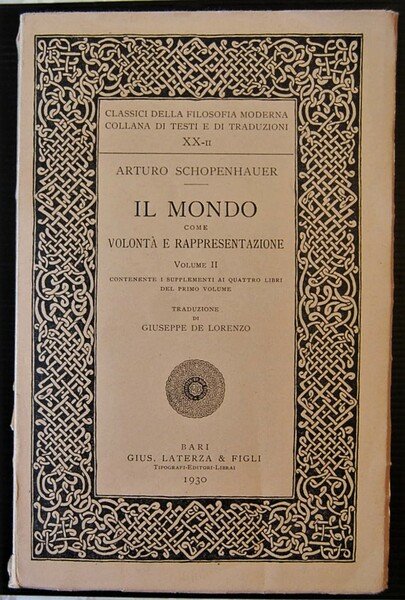 CLASSICI DELLA FILOSOFIA MODERNA
COLLANA DI TESTI E DI TRADUZIONI
XX-II
ARTURO SCHOPENHAUER
IL MONDO
COME
VOLONTÀ E RAPPRESENTAZIONE
VOLUME II
CONTENENTE I SUPPLEMENTI AI QUATTRO LIBRI
DEL PRIMO VOLUME
TRADUZIONE
DI
GIUSEPPE DE LORENZO
BARI
GIUS. LATERZA & FIGLI
TIPOGRAFI-EDITORI-LIBRAI
1930